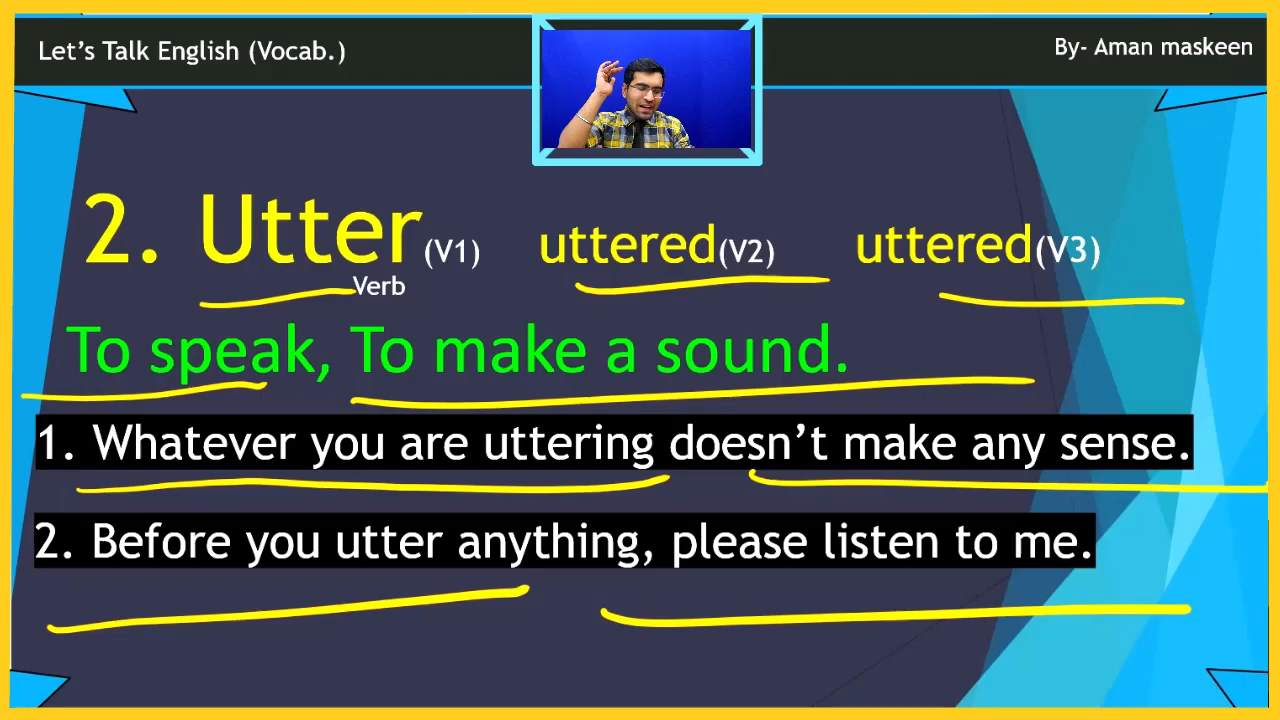 Let's Talk English (Vocab.)
By- Aman maskeen
2. Utter (V1) uttered(V2) uttered(V3)
Verb
To speak, To make a sound.
1. Whatever you are uttering doesn't make any sense.
2. Before you utter anything, please listen to me.